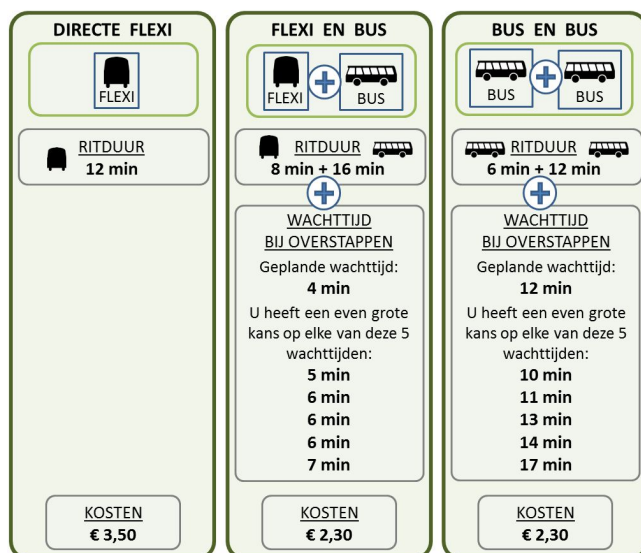 DIRECTE FLEXI
FLEXI
RITDUUR
12 min
KOSTEN
€ 3,50
FLEXI EN BUS
FLEXI
BUS
RITDUUR
8 min + 16 min
WACHTTIJD
BIJ OVERSTAPPEN
Geplande wachttijd:
4 min
U heeft een even grote
kans op elke van deze 5
wachttijden:
5 min
6 min
6 min
6 min
7 min
KOSTEN
€ 2,30
BUS EN BUS
BUS
BUS
RITDUUR
6 min + 12 min
WACHTTIJD
BIJ OVERSTAPPEN
Geplande wachttijd:
12 min
U heeft een even grote
kans op elke van deze 5
wachttijden:
10 min
11 min
13 min
14 min
17 min
KOSTEN
€ 2,30